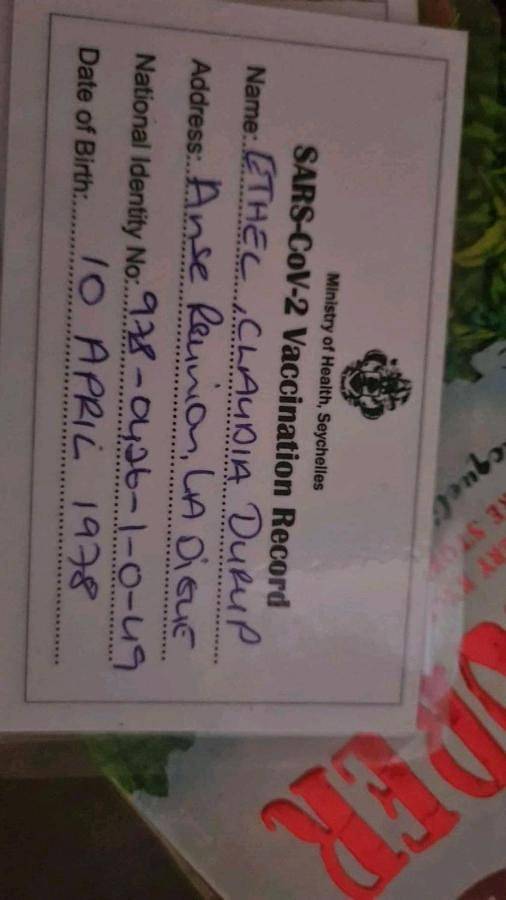 Ministry of Health, Seychelles
SARS-CoV-2 Vaccination Record
Name: ETHEL, CLAUDIA DURUP
Address: Anse Reunion, LA DIGUE
National Identity No: 978-0426-1-0-49
Date of Birth: 10 APRIL 1978